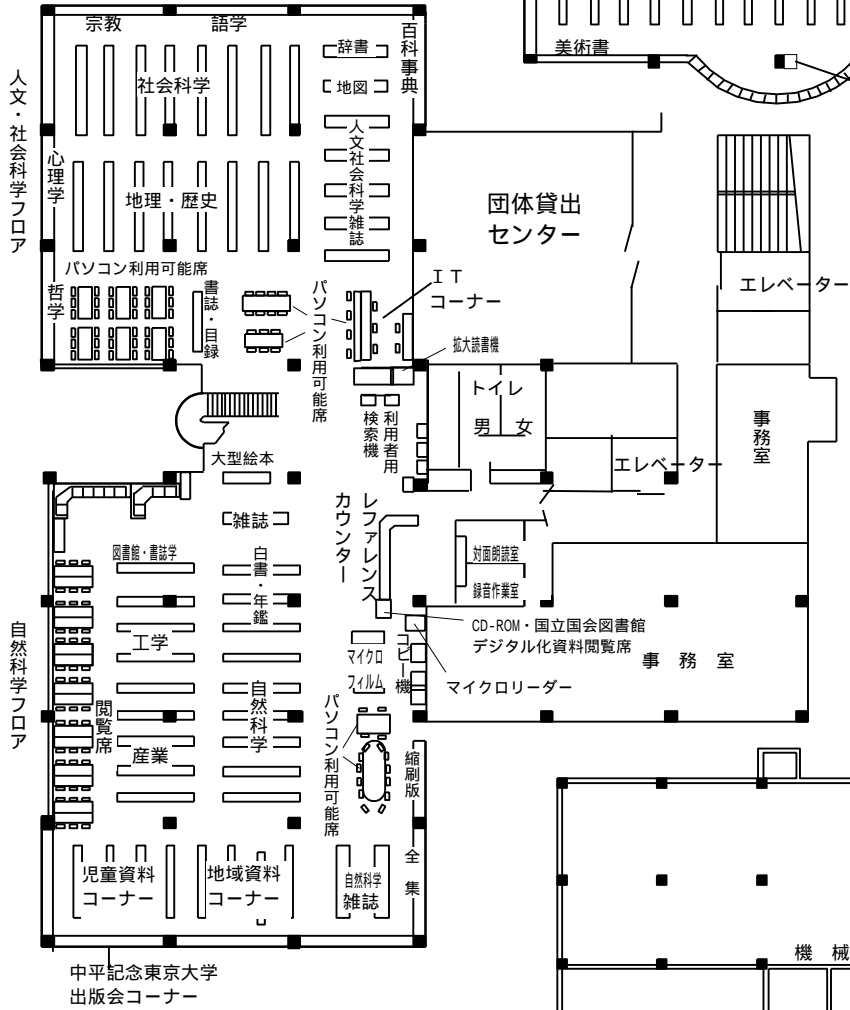 宗教
語学
美術書
辞書
百科事典
社会科学
地図
人文・社会科学フロア
人文社会科学雑誌
心理学
地理・歴史
団体貸出
センター
パソコン利用可能席
哲学
書誌・目録
パソコン利用可能席
ＩＴ
コーナー
エレベーター
拡大読書機
トイレ
男
女
利用者用
検索機
事務室
エレベーター
大型絵本
雑誌
レファレンス
カウンター
図書館・書誌学
白書・年鑑
対面朗読室
録音作業室
自然科学フロア
工学
CD-ROM・国立国会図書館
デジタル化資料閲覧席
マイクロ
フィルム
コピー機
事務室
マイクロリーダー
自然科学
閲覧席
産業
パソコン利用可能席
縮刷版
児童資料
コーナー
地域資料
コーナー
自然科学
雑誌
全集
機械
中平記念東京大学
出版会コーナー